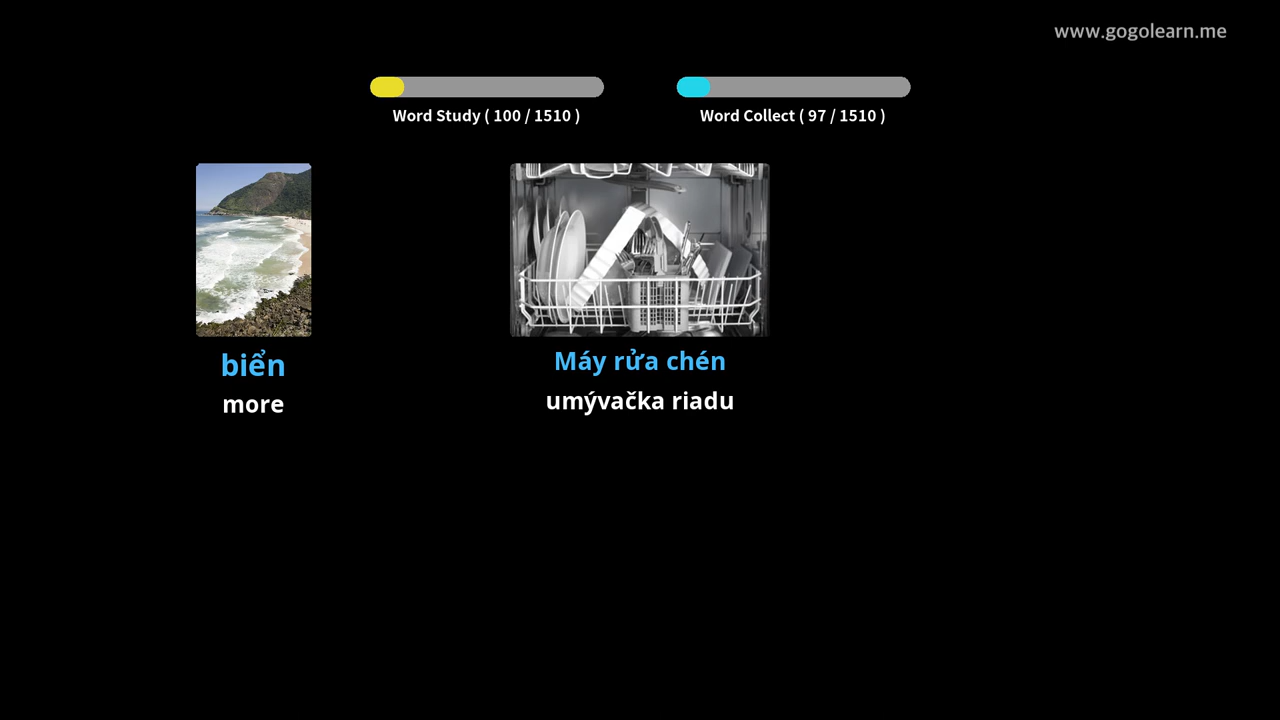 www.gogolearn.me
Word Study ( 100 / 1510 )
Word Collect ( 97 / 1510 )
biển
more
Máy rửa chén
umývačka riadu